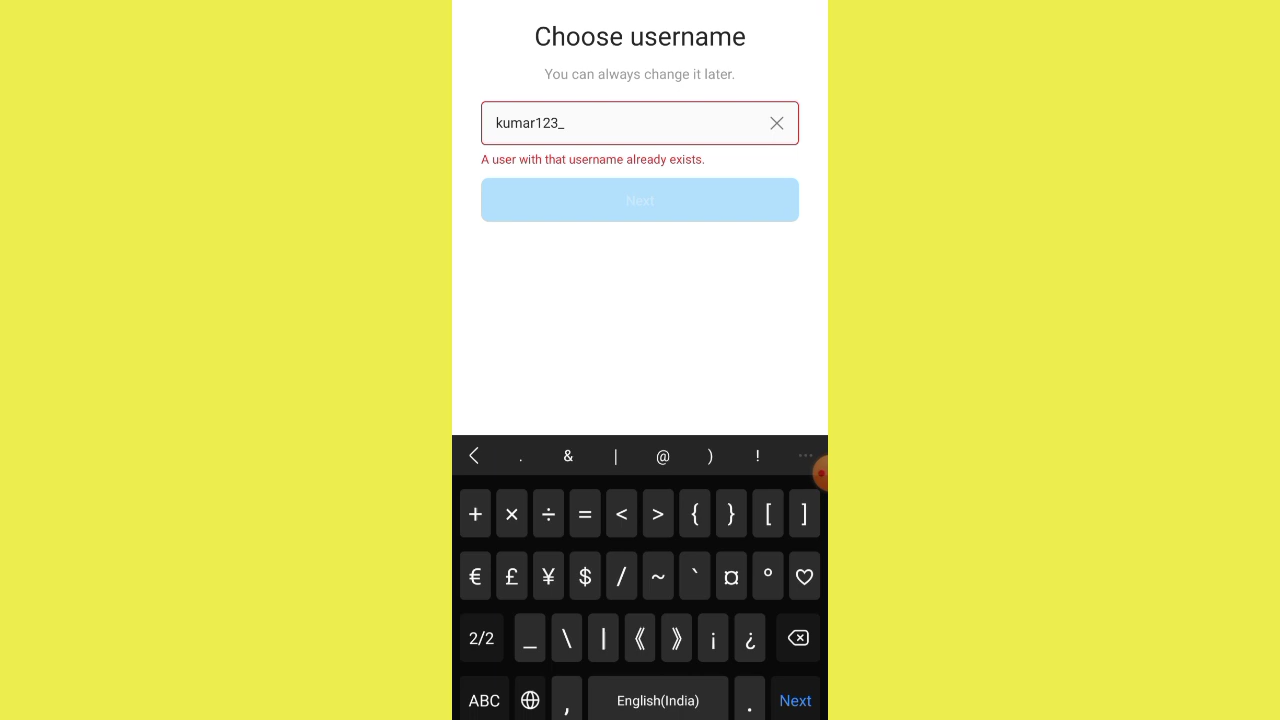 Choose username
You can always change it later.
kumar123_
A user with that username already exists.
Next
. & | @ ) ! ...
+ × ÷ = < > { } [ ]
€ £ ¥ $ / ~ ` ¤ ° ♡
2/2 _ \ | 《 》 ¡ ¿
ABC , English(India) . Next